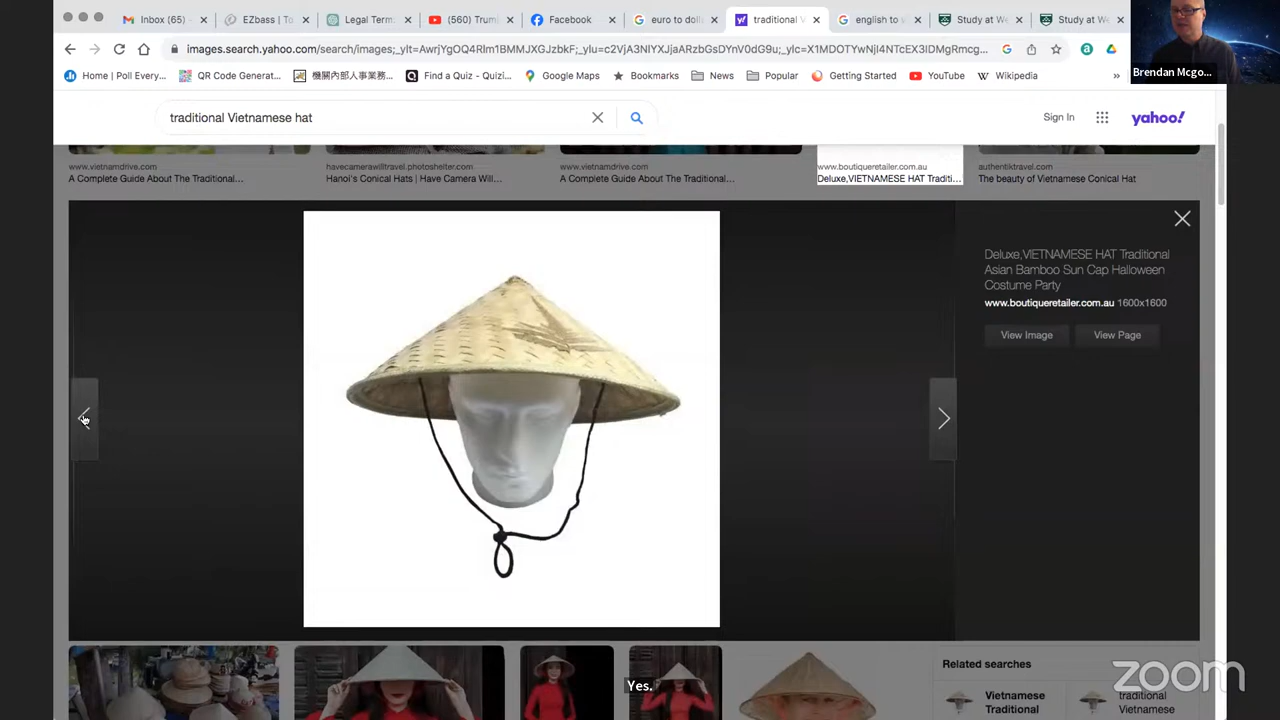 Inbox (65)
EZbass | To
Legal Term
(560) Trum
Facebook
euro to dolla
traditional V
english to v
Study at We
Study at We
images.search.yahoo.com/search/images;_ylt=AwrjYgOQ4RIm1BMMJXGJzbkF;_ylu=c2VjA3NIYXJjaARzbGsDYnV0dG9u;_ylc=X1MDOTYwNjI4NTcEX3IDMgRmcg...
Home | Poll Every...
QR Code Generat...
機關內部人事業務...
Find a Quiz - Quizi...
Google Maps
Bookmarks
News
Popular
Getting Started
YouTube
Wikipedia
»
Brendan Mcgo...
traditional Vietnamese hat
Sign In
yahoo!
www.vietnamdrive.com
A Complete Guide About The Traditional...
havecamerawilltravel.photoshelter.com
Hanoi's Conical Hats | Have Camera Will...
www.vietnamdrive.com
A Complete Guide About The Traditional...
www.boutiqueretailer.com.au
Deluxe,VIETNAMESE HAT Traditi...
authentiktravel.com
The beauty of Vietnamese Conical Hat
Deluxe,VIETNAMESE HAT Traditional
Asian Bamboo Sun Cap Halloween
Costume Party
www.boutiqueretailer.com.au 1600x1600
View Image
View Page
Related searches
Vietnamese
Traditional
traditional
Vietnamese
Yes.
zoom